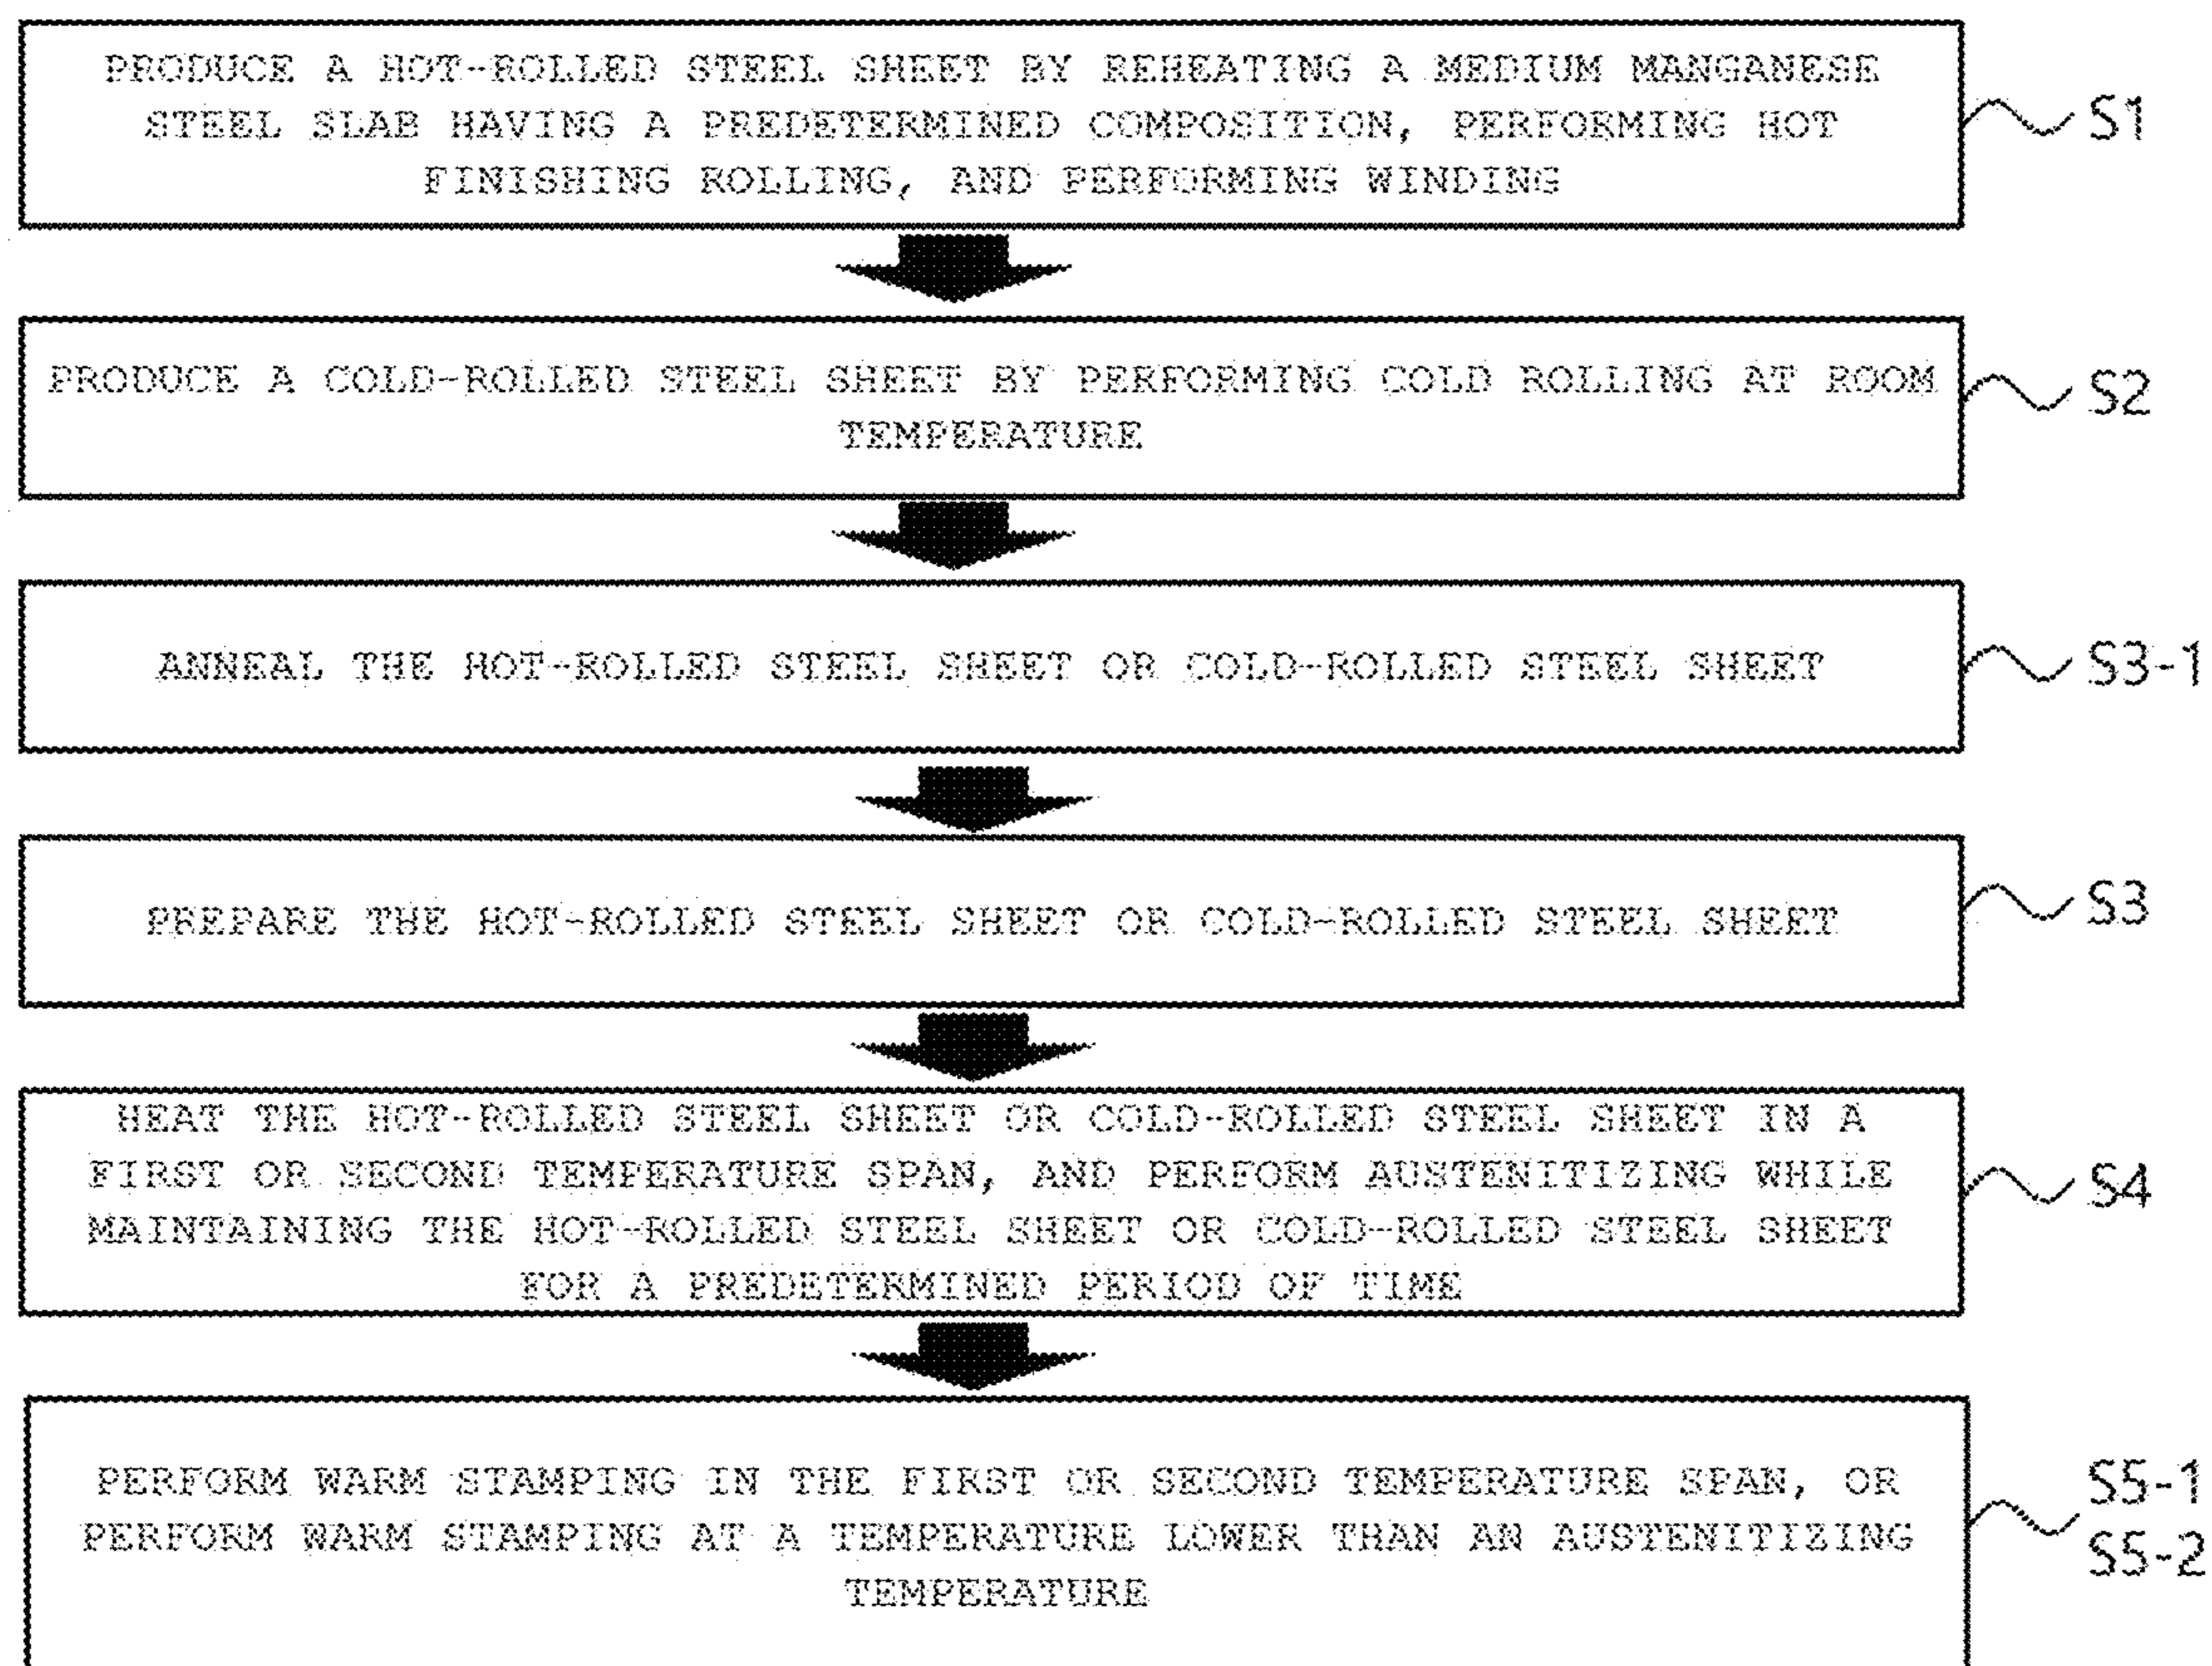 PRODUCE A HOT-ROLLED STEEL SHEET BY REHEATING A MEDIUM MANGANESE
STEEL SLAB HAVING A PREDETERMINED COMPOSITION, PERFORMING HOT
FINISHING ROLLING, AND PERFORMING WINDING
S1
PRODUCE A COLD-ROLLED STEEL SHEET BY PERFORMING COLD ROLLING AT ROOM
TEMPERATURE
S2
ANNEAL THE HOT-ROLLED STEEL SHEET OR COLD-ROLLED STEEL SHEET
S3-1
PREPARE THE HOT-ROLLED STEEL SHEET OR COLD-ROLLED STEEL SHEET
S3
HEAT THE HOT-ROLLED STEEL SHEET OR COLD-ROLLED STEEL SHEET IN A
FIRST OR SECOND TEMPERATURE SPAN, AND PERFORM AUSTENITIZING WHILE
MAINTAINING THE HOT-ROLLED STEEL SHEET OR COLD-ROLLED STEEL SHEET
FOR A PREDETERMINED PERIOD OF TIME
S4
PERFORM WARM STAMPING IN THE FIRST OR SECOND TEMPERATURE SPAN, OR
PERFORM WARM STAMPING AT A TEMPERATURE LOWER THAN AN AUSTENITIZING
TEMPERATURE
S5-1
S5-2